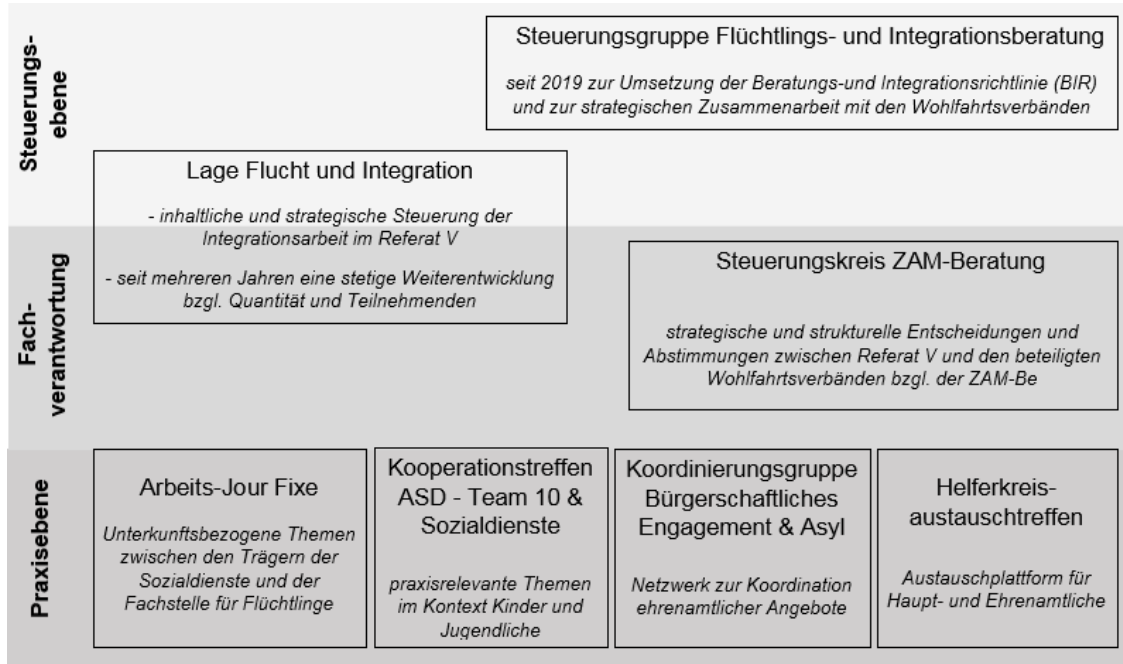 Steuerungs-
ebene
Steuerungsgruppe Flüchtlings- und Integrationsberatung
seit 2019 zur Umsetzung der Beratungs-und Integrationsrichtlinie (BIR)
und zur strategischen Zusammenarbeit mit den Wohlfahrtsverbänden
Lage Flucht und Integration
- inhaltliche und strategische Steuerung der
Integrationsarbeit im Referat V
- seit mehreren Jahren eine stetige Weiterentwicklung
bzgl. Quantität und Teilnehmenden
Fach-
verantwortung
Steuerungskreis ZAM-Beratung
strategische und strukturelle Entscheidungen und
Abstimmungen zwischen Referat V und den beteiligten
Wohlfahrtsverbänden bzgl. der ZAM-Be
Praxisebene
Arbeits-Jour Fixe
Unterkunftsbezogene Themen
zwischen den Trägern der
Sozialdienste und der
Fachstelle für Flüchtlinge
Kooperationstreffen
ASD - Team 10 &
Sozialdienste
praxisrelevante Themen
im Kontext Kinder und
Jugendliche
Koordinierungsgruppe
Bürgerschaftliches
Engagement & Asyl
Netzwerk zur Koordination
ehrenamtlicher Angebote
Helferkreis-
austauschtreffen
Austauschplattform für
Haupt- und Ehrenamtliche